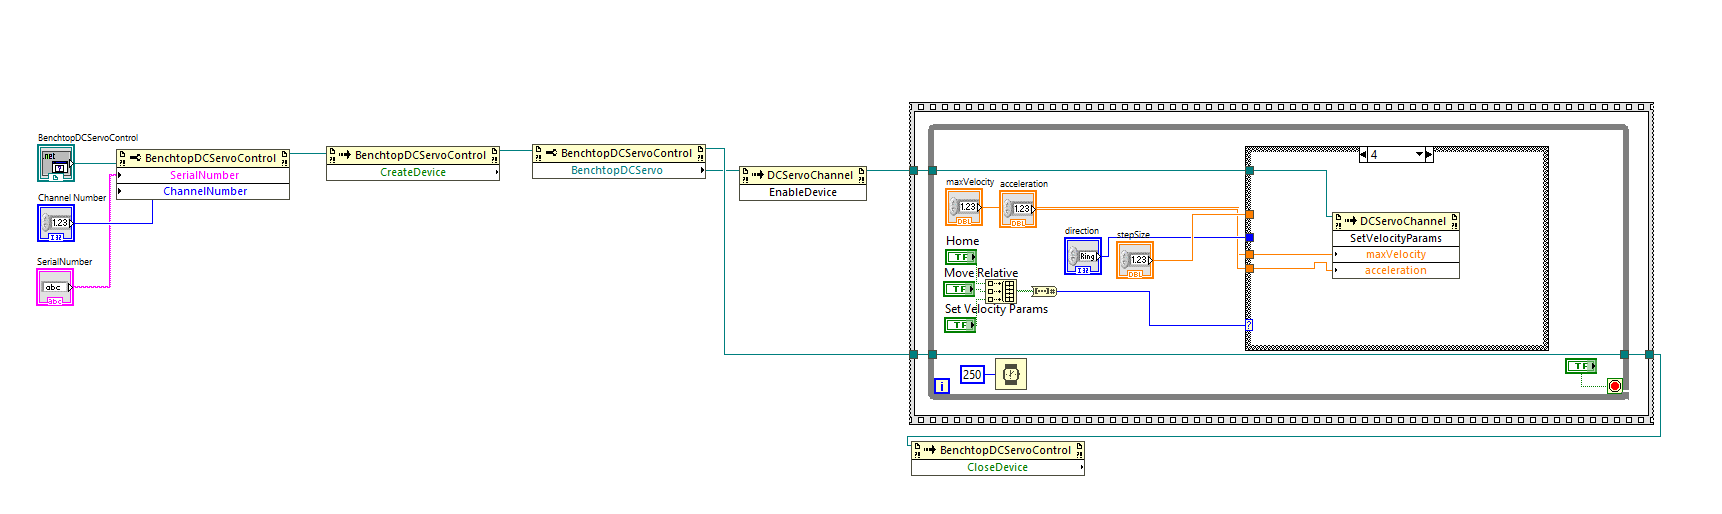 BenchtopDCServoControl
.net
Channel Number
1.23
I32
SerialNumber
abc
abc
BenchtopDCServoControl
SerialNumber
ChannelNumber
BenchtopDCServoControl
CreateDevice
BenchtopDCServoControl
BenchtopDCServo
DCServoChannel
EnableDevice
maxVelocity
1.23
DBL
acceleration
1.23
DBL
Home
TF
Move Relative
TF
Set Velocity Params
TF
direction
Ring
I32
stepSize
1.23
DBL
4
DCServoChannel
SetVelocityParams
maxVelocity
acceleration
?
250
i
TF
BenchtopDCServoControl
CloseDevice